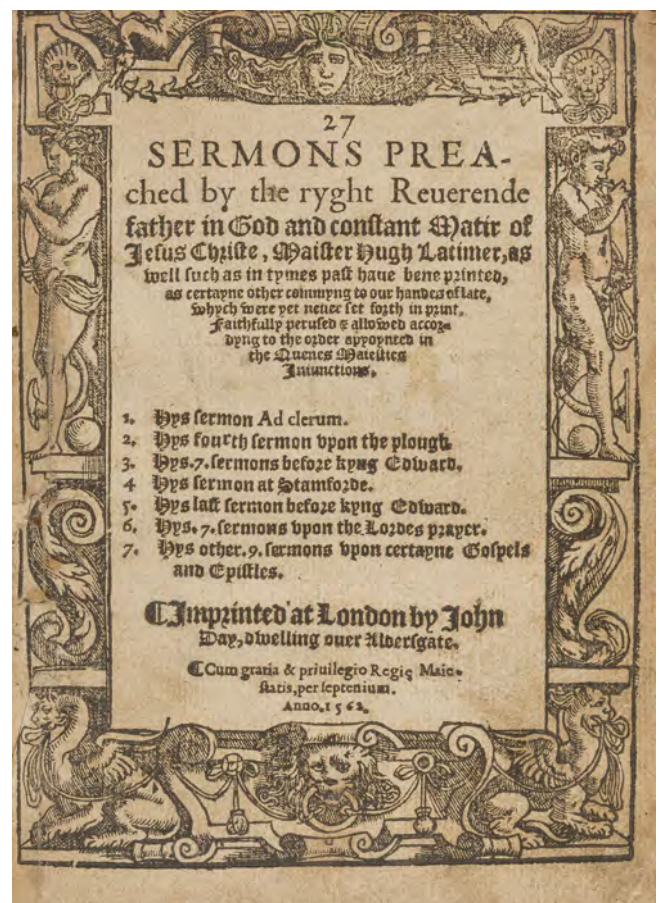 27
SERMONS PREA-
ched by the ryght Reuerende
father in God and constant Matir of
Jesus Christe, Maister Hugh Latimer, as
well such as in tymes past haue bene printed,
as certayne other commyng to our handes of late,
whych were yet neuer set forth in print.
Faithfully perused & allowed accor-
dyng to the order appoynted in
the Quenes Maiesties
Iniunctions.
1. Hys sermon Ad clerum.
2. Hys fourth sermon vpon the plough.
3. Hys.7.sermons before kyng Edward.
4 Hys sermon at Stamforde.
5. Hys last sermon before kyng Edward.
6. Hys.7.sermons vpon the Lordes prayer.
7. Hys other.9.sermons vpon certayne Gospels
and Epistles.
¶Imprinted at London by John
Day, dwelling ouer Aldersgate.
¶Cum gratia & priuilegio Regię Maie-
statis, per septenium.
ANNO.1562.